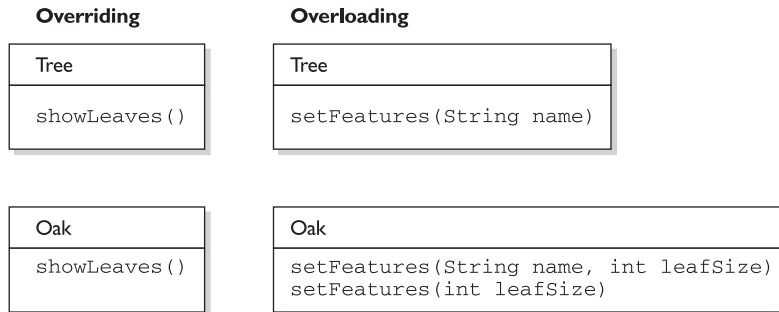 Overriding
Overloading
Tree
showLeaves()
Tree
setFeatures(String name)
Oak
showLeaves()
Oak
setFeatures(String name, int leafSize)
setFeatures(int leafSize)